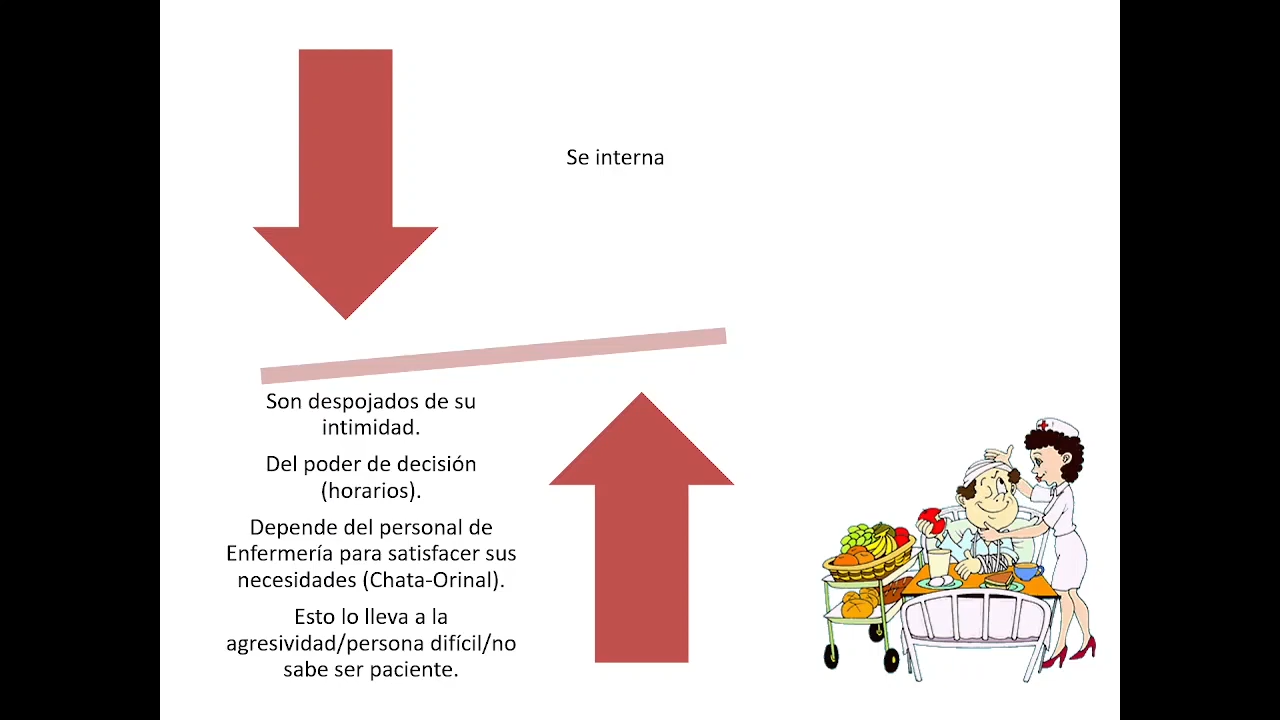 Se interna
Son despojados de su
intimidad.
Del poder de decisión
(horarios).
Depende del personal de
Enfermería para satisfacer sus
necesidades (Chata-Orinal).
Esto lo lleva a la
agresividad/persona difícil/no
sabe ser paciente.